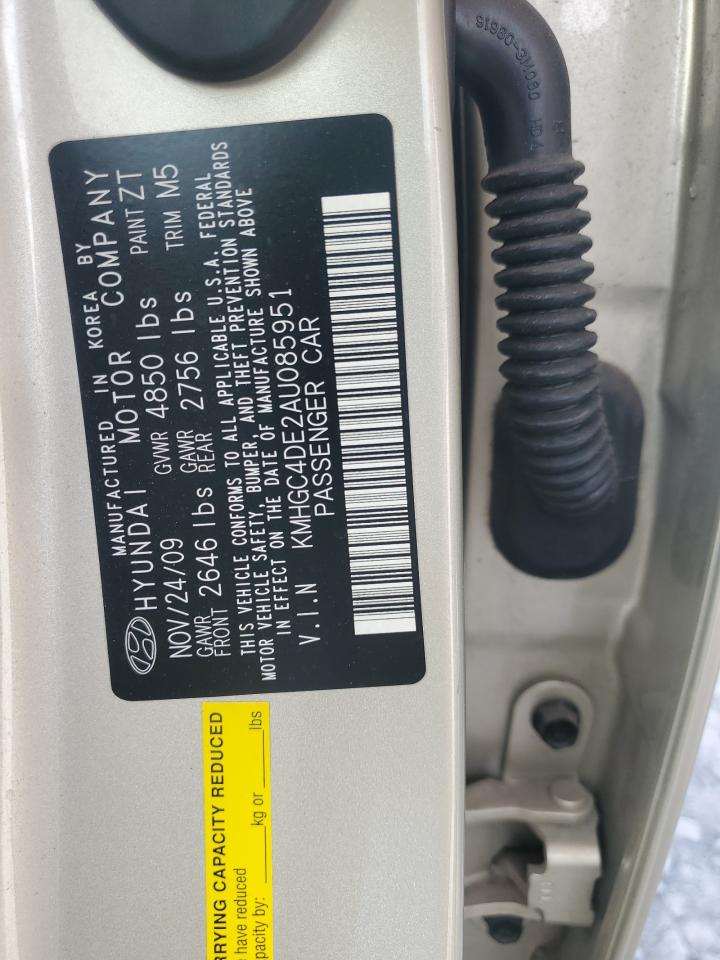 MANUFACTURED IN KOREA BY
HYUNDAI MOTOR COMPANY
NOV/24/09 GVWR 4850 lbs PAINT ZT
GAWR FRONT 2646 lbs GAWR REAR 2756 lbs TRIM M5
THIS VEHICLE CONFORMS TO ALL APPLICABLE U.S.A. FEDERAL
MOTOR VEHICLE SAFETY, BUMPER, AND THEFT PREVENTION STANDARDS
IN EFFECT ON THE DATE OF MANUFACTURE SHOWN ABOVE
V.I.N KMHGC4DE2AU085951
PASSENGER CAR
RRYING CAPACITY REDUCED
e have reduced
pacity by: ______kg or ______lbs